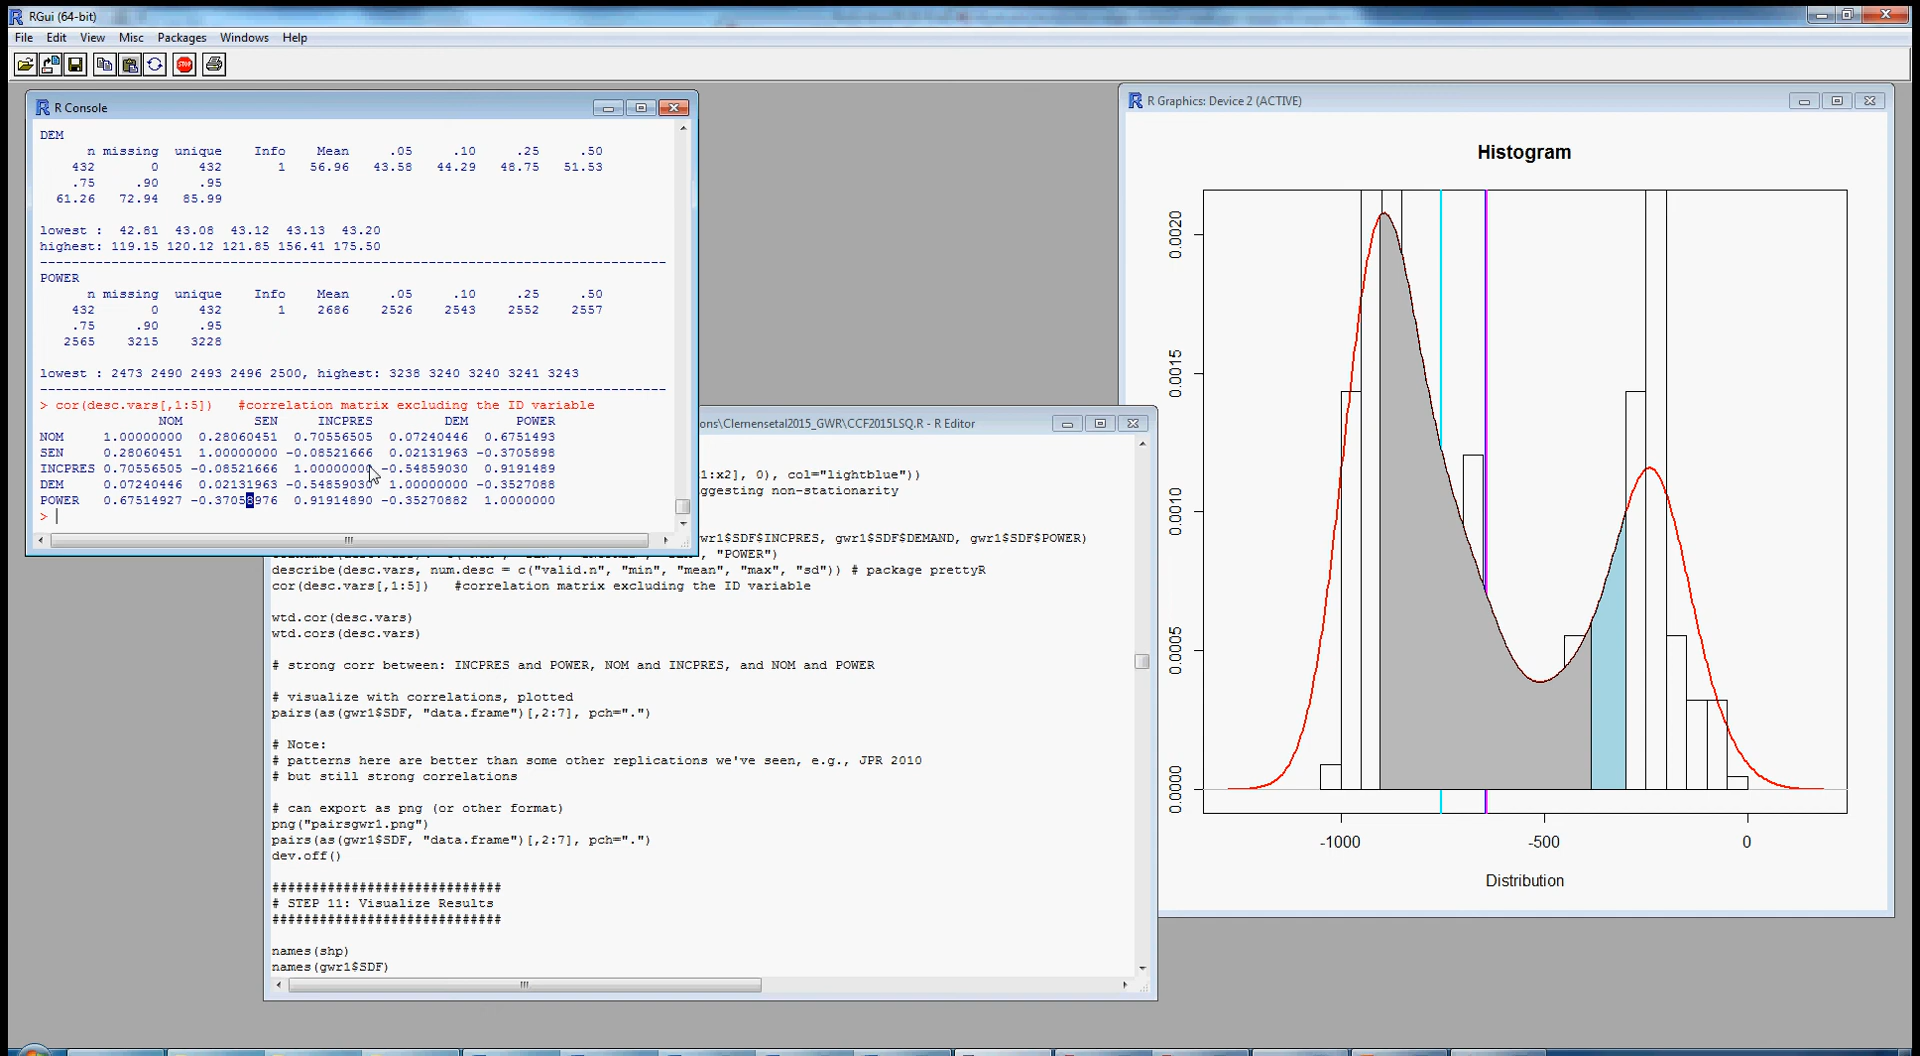 RGui (64-bit)
File Edit View Misc Packages Windows Help
R Console
DEM
n missing unique Info Mean .05 .10 .25 .50
432 0 432 1 56.96 43.58 44.29 48.75 51.53
.75 .90 .95
61.26 72.94 85.99
lowest : 42.81 43.08 43.12 43.13 43.20
highest: 119.15 120.12 121.85 156.41 175.50
POWER
n missing unique Info Mean .05 .10 .25 .50
432 0 432 1 2686 2526 2543 2552 2557
.75 .90 .95
2565 3215 3228
lowest : 2473 2490 2493 2496 2500, highest: 3238 3240 3240 3241 3243
> cor(desc.vars[,1:5]) #correlation matrix excluding the ID variable
NOM SEN INCPRES DEM POWER
NOM 1.00000000 0.28060451 0.70556505 0.07240446 0.6751493
SEN 0.28060451 1.00000000 -0.08521666 0.02131963 -0.3705898
INCPRES 0.70556505 -0.08521666 1.00000000 -0.54859030 0.9191489
DEM 0.07240446 0.02131963 -0.54859030 1.00000000 -0.3527088
POWER 0.67514927 -0.37058976 0.91914890 -0.35270882 1.0000000
>
ons\Clemensetal2015_GWR\CCF2015LSQ.R - R Editor
1:x2], 0), col="lightblue"))
ggesting non-stationarity
wr1$SDF$INCPRES, gwr1$SDF$DEMAND, gwr1$SDF$POWER)
, "POWER")
describe(desc.vars, num.desc = c("valid.n", "min", "mean", "max", "sd")) # package prettyR
cor(desc.vars[,1:5]) #correlation matrix excluding the ID variable
wtd.cor(desc.vars)
wtd.cors(desc.vars)
# strong corr between: INCPRES and POWER, NOM and INCPRES, and NOM and POWER
# visualize with correlations, plotted
pairs(as(gwr1$SDF, "data.frame")[,2:7], pch=".")
# Note:
# patterns here are better than some other replications we've seen, e.g., JPR 2010
# but still strong correlations
# can export as png (or other format)
png("pairsgwr1.png")
pairs(as(gwr1$SDF, "data.frame")[,2:7], pch=".")
dev.off()
#############################
# STEP 11: Visualize Results
#############################
names(shp)
names(gwr1$SDF)
R Graphics: Device 2 (ACTIVE)
Histogram
0.0020
0.0015
0.0010
0.0005
0.0000
-1000 -500 0
Distribution